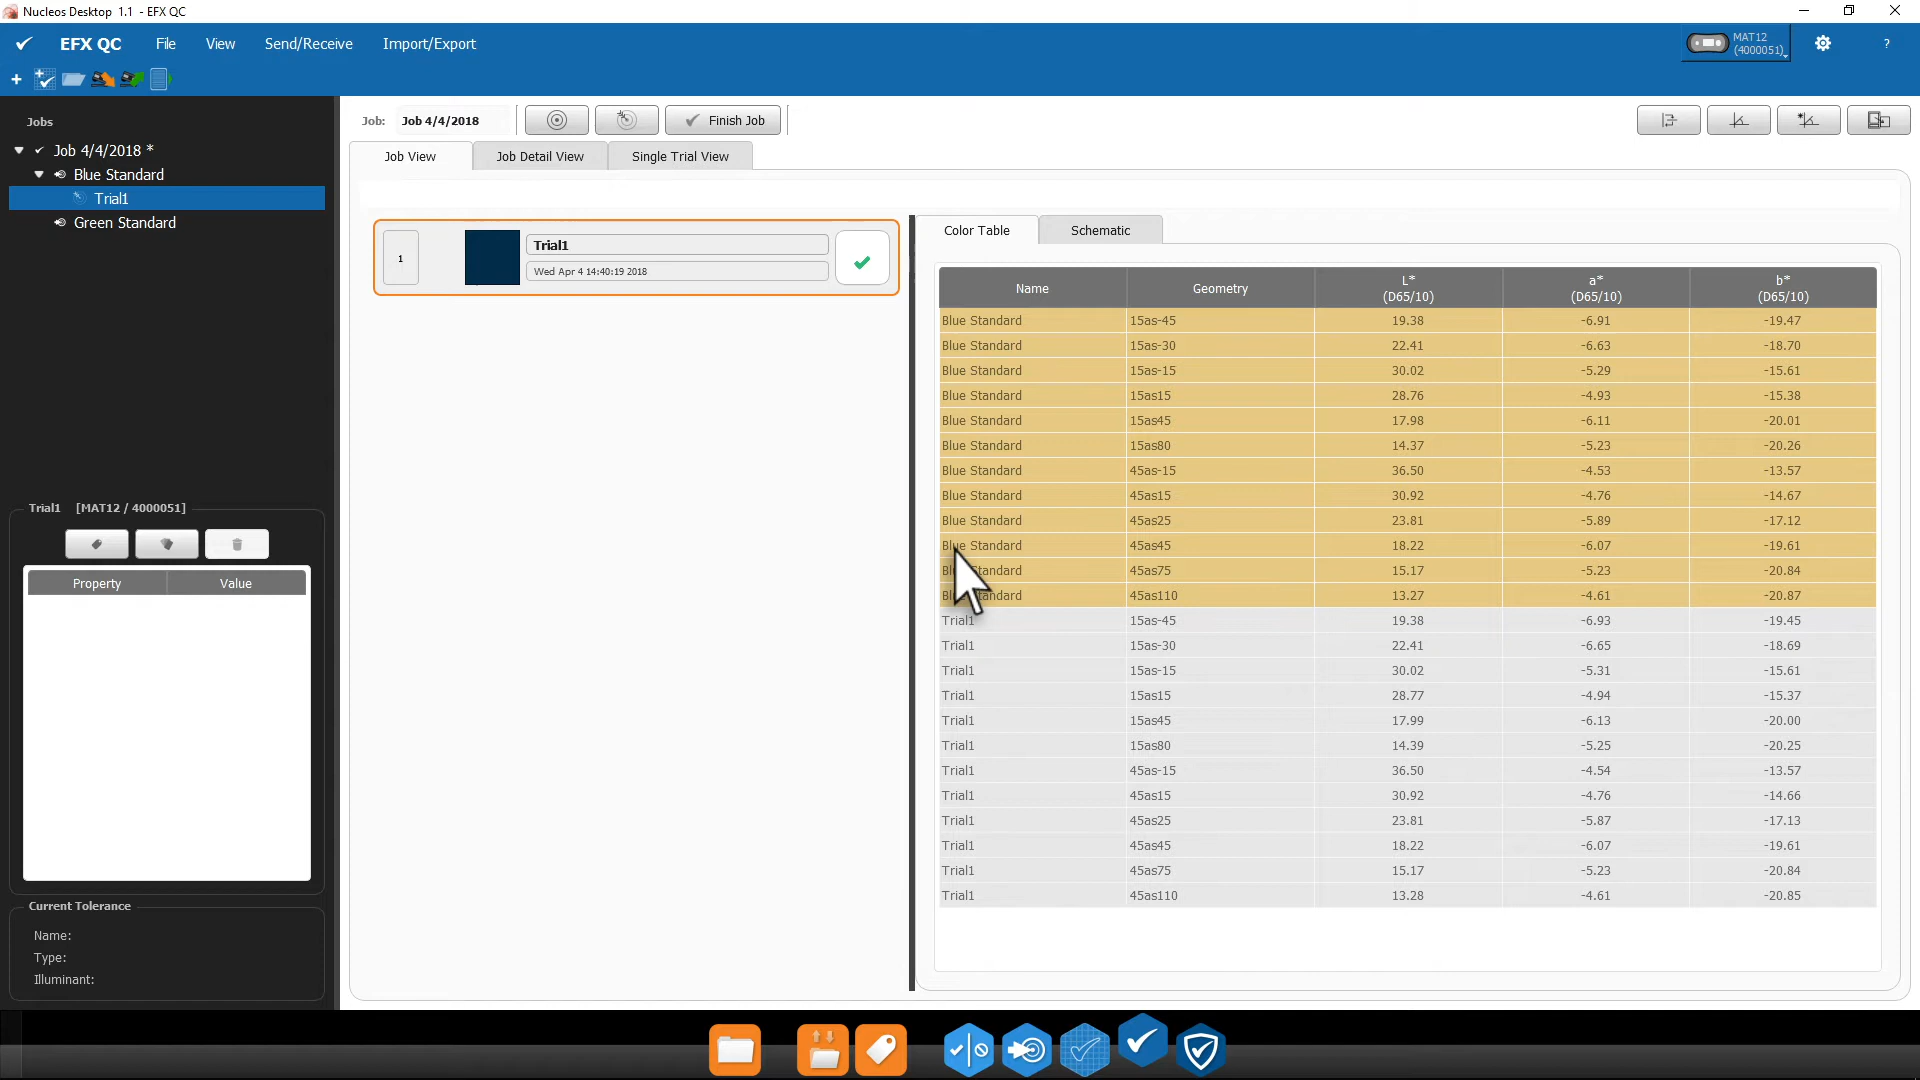 Nucleos Desktop 1.1 - EFX QC
EFX QC File View Send/Receive Import/Export
MAT12
(4000051)
?
Jobs
Job 4/4/2018 *
Blue Standard
Trial1
Green Standard
Job: Job 4/4/2018 Finish Job
Job View Job Detail View Single Trial View
1
Trial1
Wed Apr 4 14:40:19 2018
Color Table Schematic
Name Geometry L* (D65/10) a* (D65/10) b* (D65/10)
Blue Standard 15as-45 19.38 -6.91 -19.47
Blue Standard 15as-30 22.41 -6.63 -18.70
Blue Standard 15as-15 30.02 -5.29 -15.61
Blue Standard 15as15 28.76 -4.93 -15.38
Blue Standard 15as45 17.98 -6.11 -20.01
Blue Standard 15as80 14.37 -5.23 -20.26
Blue Standard 45as-15 36.50 -4.53 -13.57
Blue Standard 45as15 30.92 -4.76 -14.67
Blue Standard 45as25 23.81 -5.89 -17.12
Blue Standard 45as45 18.22 -6.07 -19.61
Blue Standard 45as75 15.17 -5.23 -20.84
Blue Standard 45as110 13.27 -4.61 -20.87
Trial1 15as-45 19.38 -6.93 -19.45
Trial1 15as-30 22.41 -6.65 -18.69
Trial1 15as-15 30.02 -5.31 -15.61
Trial1 15as15 28.77 -4.94 -15.37
Trial1 15as45 17.99 -6.13 -20.00
Trial1 15as80 14.39 -5.25 -20.25
Trial1 45as-15 36.50 -4.54 -13.57
Trial1 45as15 30.92 -4.76 -14.66
Trial1 45as25 23.81 -5.87 -17.13
Trial1 45as45 18.22 -6.07 -19.61
Trial1 45as75 15.17 -5.23 -20.84
Trial1 45as110 13.28 -4.61 -20.85
Trial1 [MAT12 / 4000051]
Property Value
Current Tolerance
Name:
Type:
Illuminant: